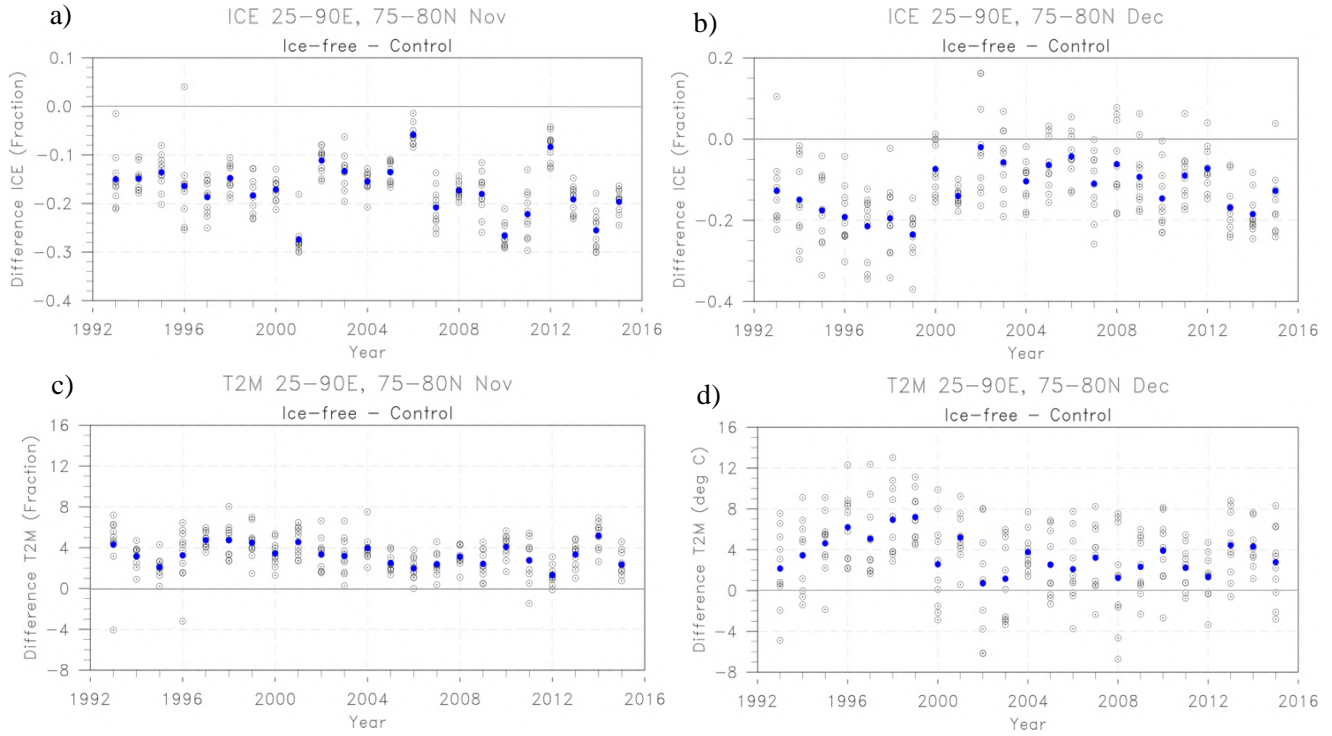 a)
ICE 25-90E, 75-80N Nov
Ice-free - Control
0.1
0.0
-0.1
-0.2
-0.3
-0.4
Difference ICE (Fraction)
1992 1996 2000 2004 2008 2012 2016
Year
b)
ICE 25-90E, 75-80N Dec
Ice-free - Control
0.2
0.0
-0.2
-0.4
Difference ICE (Fraction)
1992 1996 2000 2004 2008 2012 2016
Year
c)
T2M 25-90E, 75-80N Nov
Ice-free - Control
16
12
8
4
0
-4
-8
Difference T2M (Fraction)
1992 1996 2000 2004 2008 2012 2016
Year
d)
T2M 25-90E, 75-80N Dec
Ice-free - Control
16
12
8
4
0
-4
-8
Difference T2M (deg C)
1992 1996 2000 2004 2008 2012 2016
Year